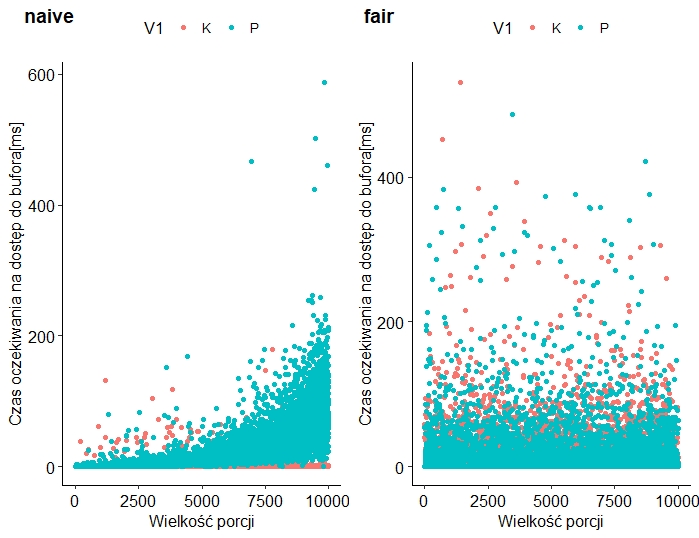 naive
V1 K P
Czas oczekiwania na dostęp do bufora[ms]
600
400
200
0
0 2500 5000 7500 10000
Wielkość porcji
fair
V1 K P
Czas oczekiwania na dostęp do bufora[ms]
400
200
0
0 2500 5000 7500 10000
Wielkość porcji